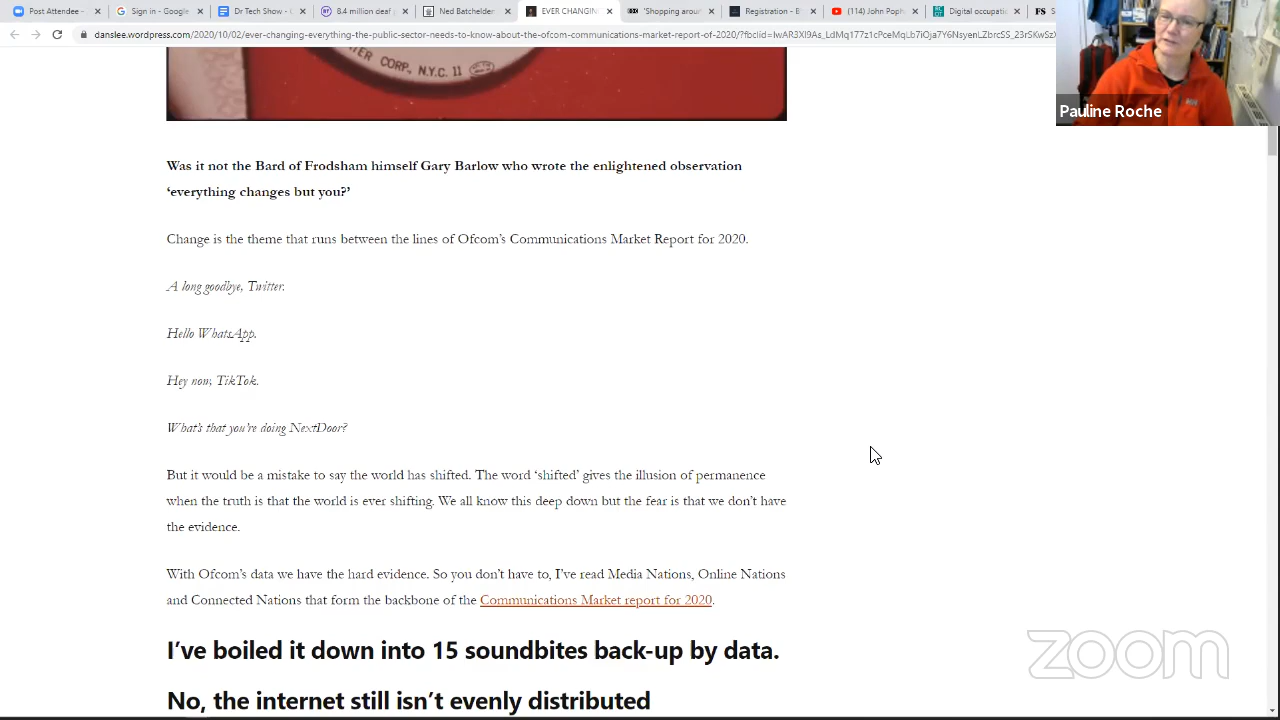 Post Attendee -
Sign in - Google
Dr Tech Show -
8.4 million deaf
Ned Batchelder
EVER CHANGIN
'Shopping aroun
Registration - B
(114) John Poph
occupatio
FS
danslee.wordpress.com/2020/10/02/ever-changing-everything-the-public-sector-needs-to-know-about-the-ofcom-communications-market-report-of-2020/
CORP., N.Y.C. 11
Pauline Roche
Was it not the Bard of Frodsham himself Gary Barlow who wrote the enlightened observation
‘everything changes but you?’
Change is the theme that runs between the lines of Ofcom’s Communications Market Report for 2020.
A long goodbye, Twitter.
Hello WhatsApp.
Hey now, TikTok.
What’s that you’re doing NextDoor?
But it would be a mistake to say the world has shifted. The word ‘shifted’ gives the illusion of permanence
when the truth is that the world is ever shifting. We all know this deep down but the fear is that we don’t have
the evidence.
With Ofcom’s data we have the hard evidence. So you don’t have to, I’ve read Media Nations, Online Nations
and Connected Nations that form the backbone of the Communications Market report for 2020.
I’ve boiled it down into 15 soundbites back-up by data.
No, the internet still isn’t evenly distributed
zoom